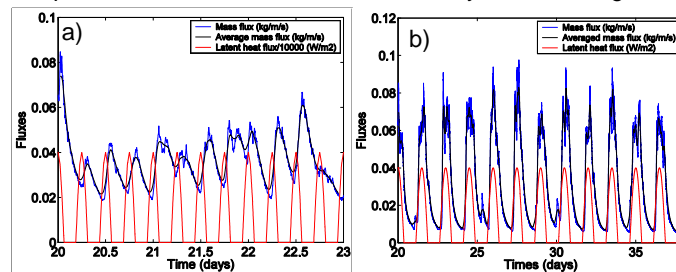 a)
Mass flux (kg/m/s)
Average mass flux(kg/m/s)
Latent heat flux/10000 (W/m2)
0.1
0.08
0.06
0.04
0.02
0
Fluxes
20 20.5 21 21.5 22 22.5 23
Time (days)
b)
Mass flux (kg/m/s)
Averaged mass flux (kg/m/s)
Latent heat flux (W/m2)
0.12
0.1
0.08
0.06
0.04
0.02
0
Fluxes
20 25 30 35
Times (days)